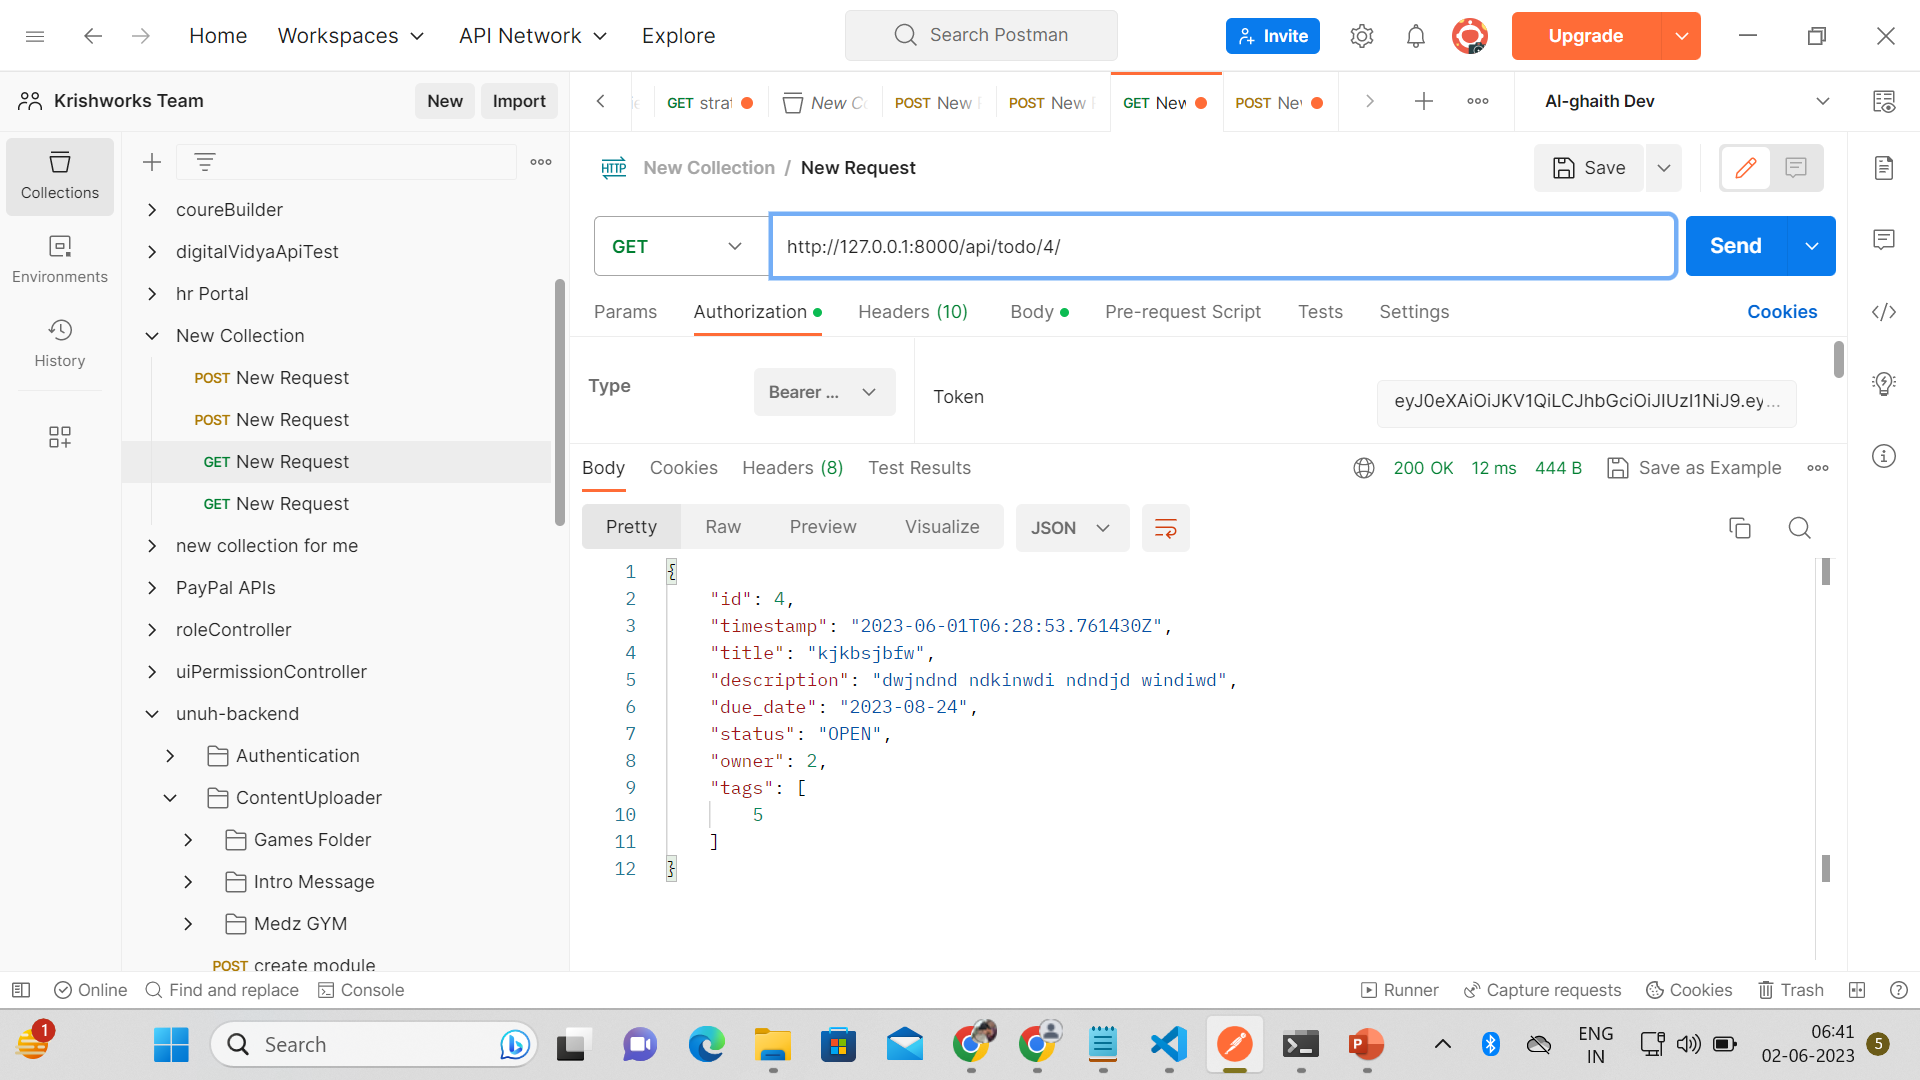 Home Workspaces API Network Explore Search Postman Invite Upgrade
Krishworks Team New Import GET strat New Co POST New POST New GET New POST Ne Al-ghaith Dev
Collections
Environments
History
coureBuilder
digitalVidyaApiTest
hr Portal
New Collection
POST New Request
POST New Request
GET New Request
GET New Request
new collection for me
PayPal APIs
roleController
uiPermissionController
unuh-backend
Authentication
ContentUploader
Games Folder
Intro Message
Medz GYM
POST create module
HTTP New Collection / New Request Save
GET http://127.0.0.1:8000/api/todo/4/ Send
Params Authorization Headers (10) Body Pre-request Script Tests Settings Cookies
Type Bearer ... Token eyJ0eXAiOiJKV1QiLCJhbGciOiJIUzI1NiJ9.ey...
Body Cookies Headers (8) Test Results 200 OK 12 ms 444 B Save as Example
Pretty Raw Preview Visualize JSON
1 {
2 "id": 4,
3 "timestamp": "2023-06-01T06:28:53.761430Z",
4 "title": "kjkbsjbfw",
5 "description": "dwjndnd ndkinwdi ndndjd windiwd",
6 "due_date": "2023-08-24",
7 "status": "OPEN",
8 "owner": 2,
9 "tags": [
10 5
11 ]
12 }
Online Find and replace Console Runner Capture requests Cookies Trash
1 Search ENG 06:41
IN 02-06-2023 5